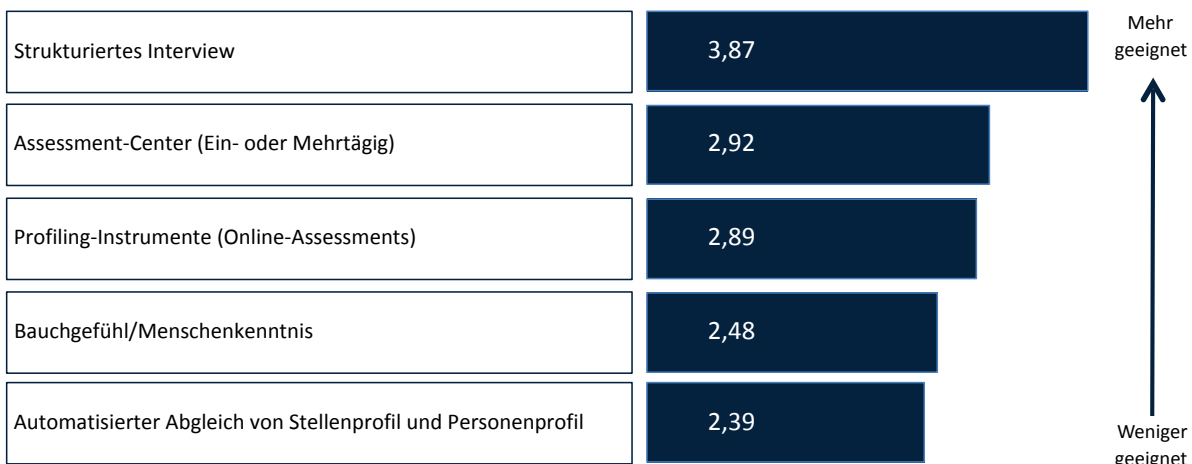 Strukturiertes Interview
3,87
Mehr
geeignet
Assessment-Center (Ein- oder Mehrtägig)
2,92
Profiling-Instrumente (Online-Assessments)
2,89
Bauchgefühl/Menschenkenntnis
2,48
Automatisierter Abgleich von Stellenprofil und Personenprofil
2,39
Weniger
geeignet